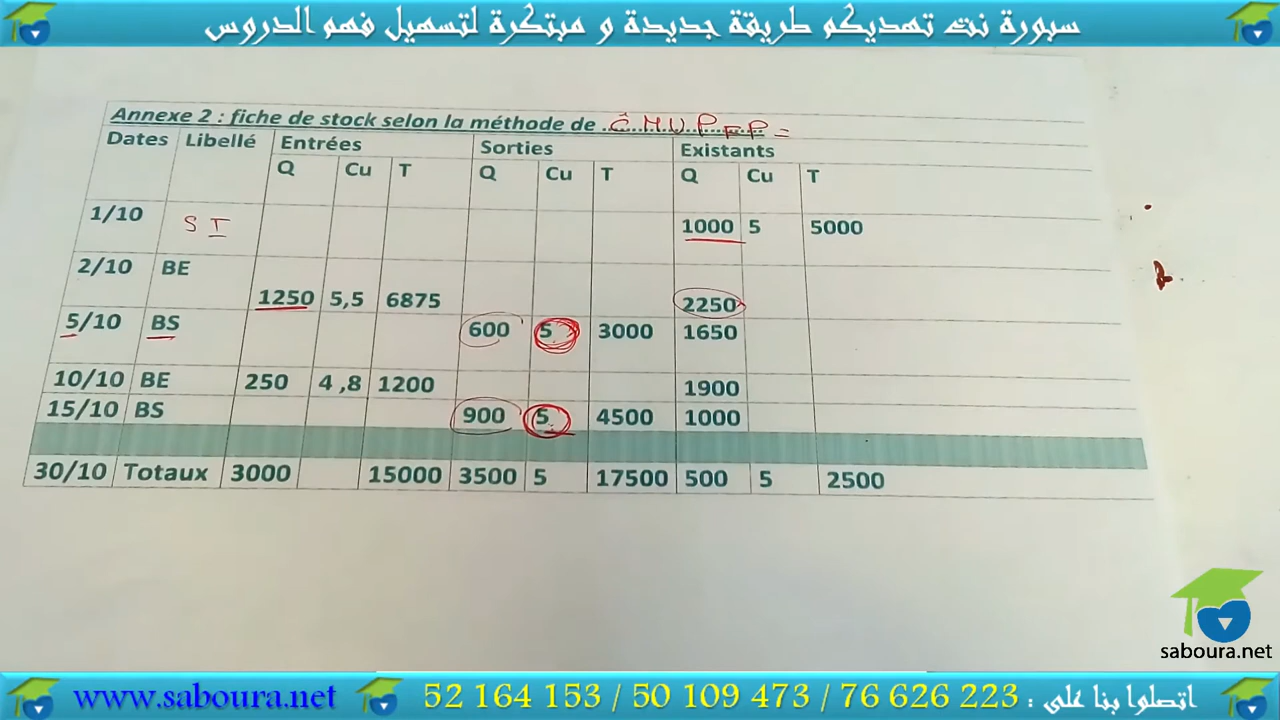 سبورة نت تهديكم طريقة جديدة و مبتكرة لتسهيل فهم الدروس
Annexe 2 : fiche de stock selon la méthode de ..C M U P F P =
Dates Libellé Entrées Sorties Existants
Q Cu T Q Cu T Q Cu T
1/10 S I 1000 5 5000
2/10 BE 1250 5,5 6875 2250
5/10 BS 600 5 3000 1650
10/10 BE 250 4 ,8 1200 1900
15/10 BS 900 5 4500 1000
30/10 Totaux 3000 15000 3500 5 17500 500 5 2500
saboura.net
www.saboura.net 52 164 153 / 50 109 473 / 76 626 223 : اتصلوا بنا على